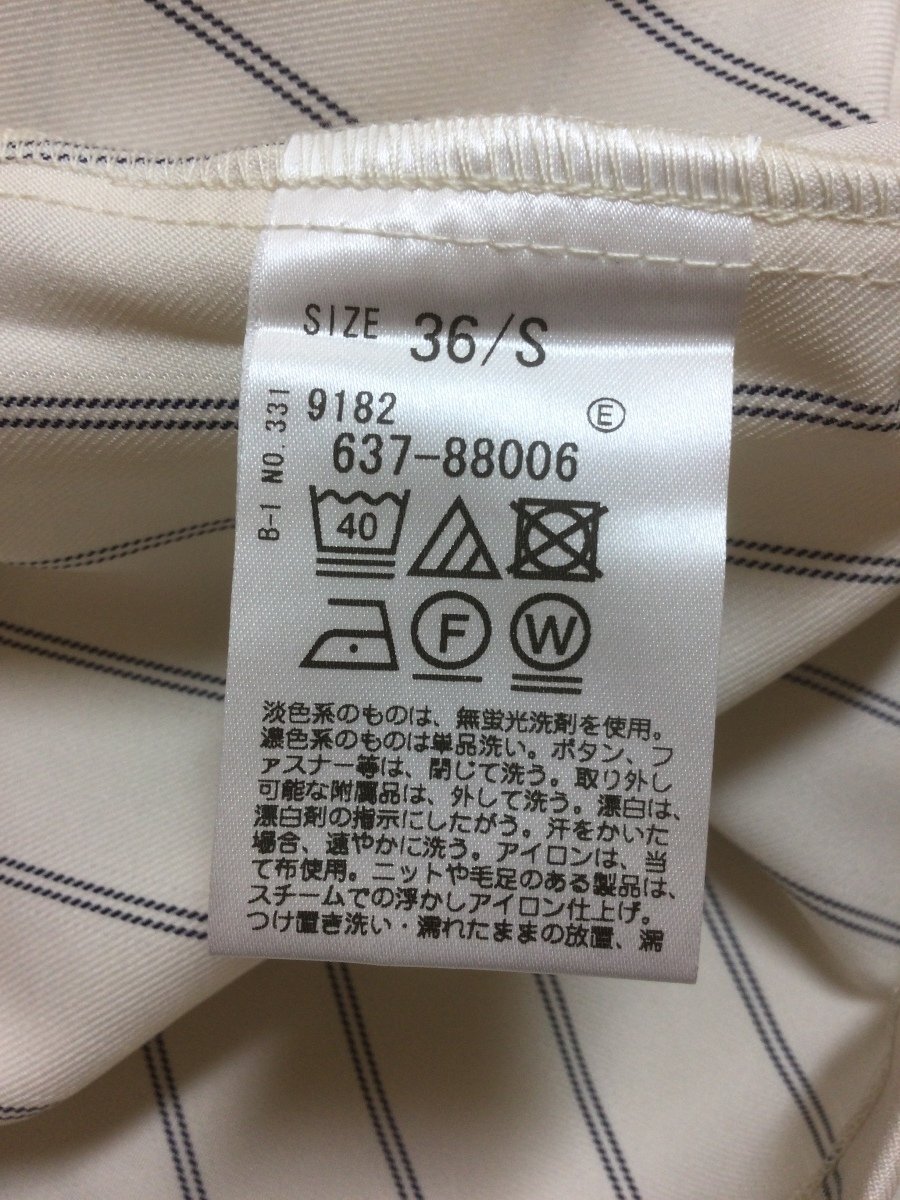 SIZE 36/S
B-1 NO.331
9182 E
637-88006
40
F W
淡色系のものは、無蛍光洗剤を使用。
濃色系のものは単品洗い。ボタン、フ
ァスナー等は、閉じて洗う。取り外し
可能な附属品は、外して洗う。漂白は、
漂白剤の指示にしたがう。汗をかいた
場合、速やかに洗う。アイロンは、当
て布使用。ニットや毛足のある製品は、
スチームでの浮かしアイロン仕上げ。
つけ置き洗い・濡れたままの放置、濡